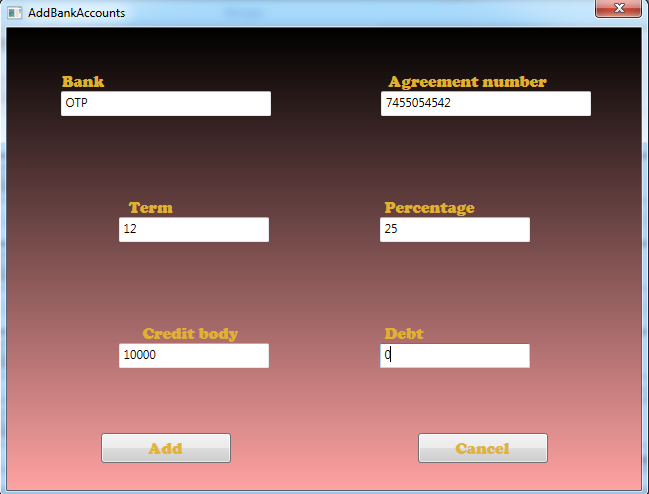 AddBankAccounts
Bank Agreement number
OTP 7455054542
Term Percentage
12 25
Credit body Debt
10000 0
Add Cancel